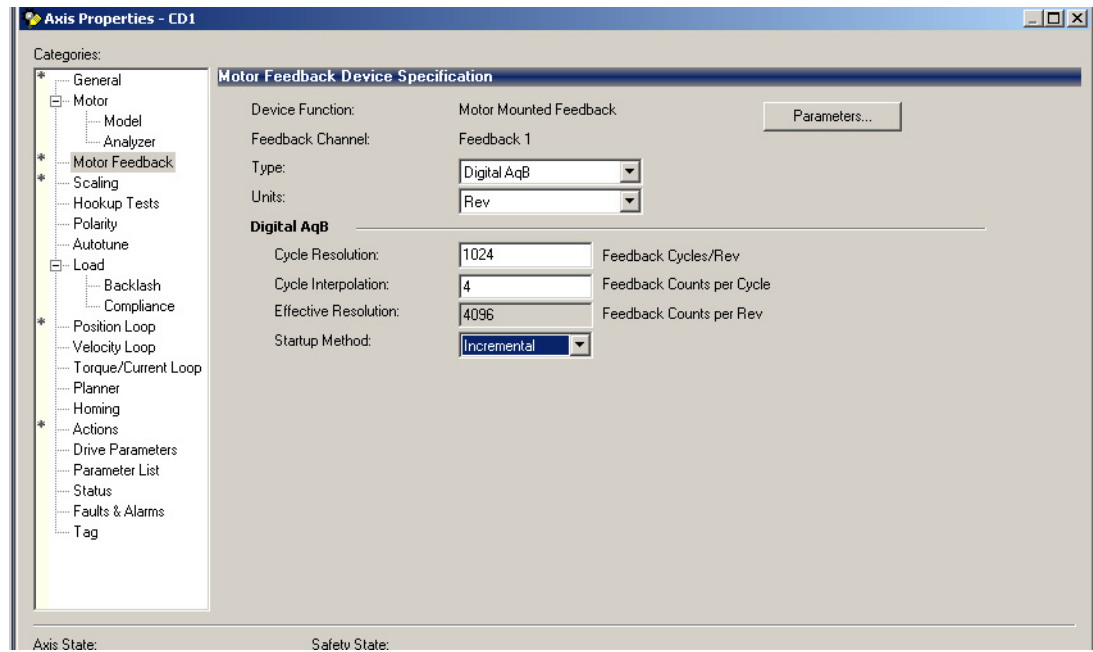 Axis Properties - CD1
Categories:
* General
Motor
Model
Analyzer
* Motor Feedback
* Scaling
Hookup Tests
Polarity
Autotune
Load
Backlash
Compliance
* Position Loop
Velocity Loop
Torque/Current Loop
Planner
Homing
* Actions
Drive Parameters
Parameter List
Status
Faults & Alarms
Tag
Motor Feedback Device Specification
Device Function: Motor Mounted Feedback Parameters...
Feedback Channel: Feedback 1
Type: Digital AqB
Units: Rev
Digital AqB
Cycle Resolution: 1024 Feedback Cycles/Rev
Cycle Interpolation: 4 Feedback Counts per Cycle
Effective Resolution: 4096 Feedback Counts per Rev
Startup Method: Incremental
Axis State: Safety State: